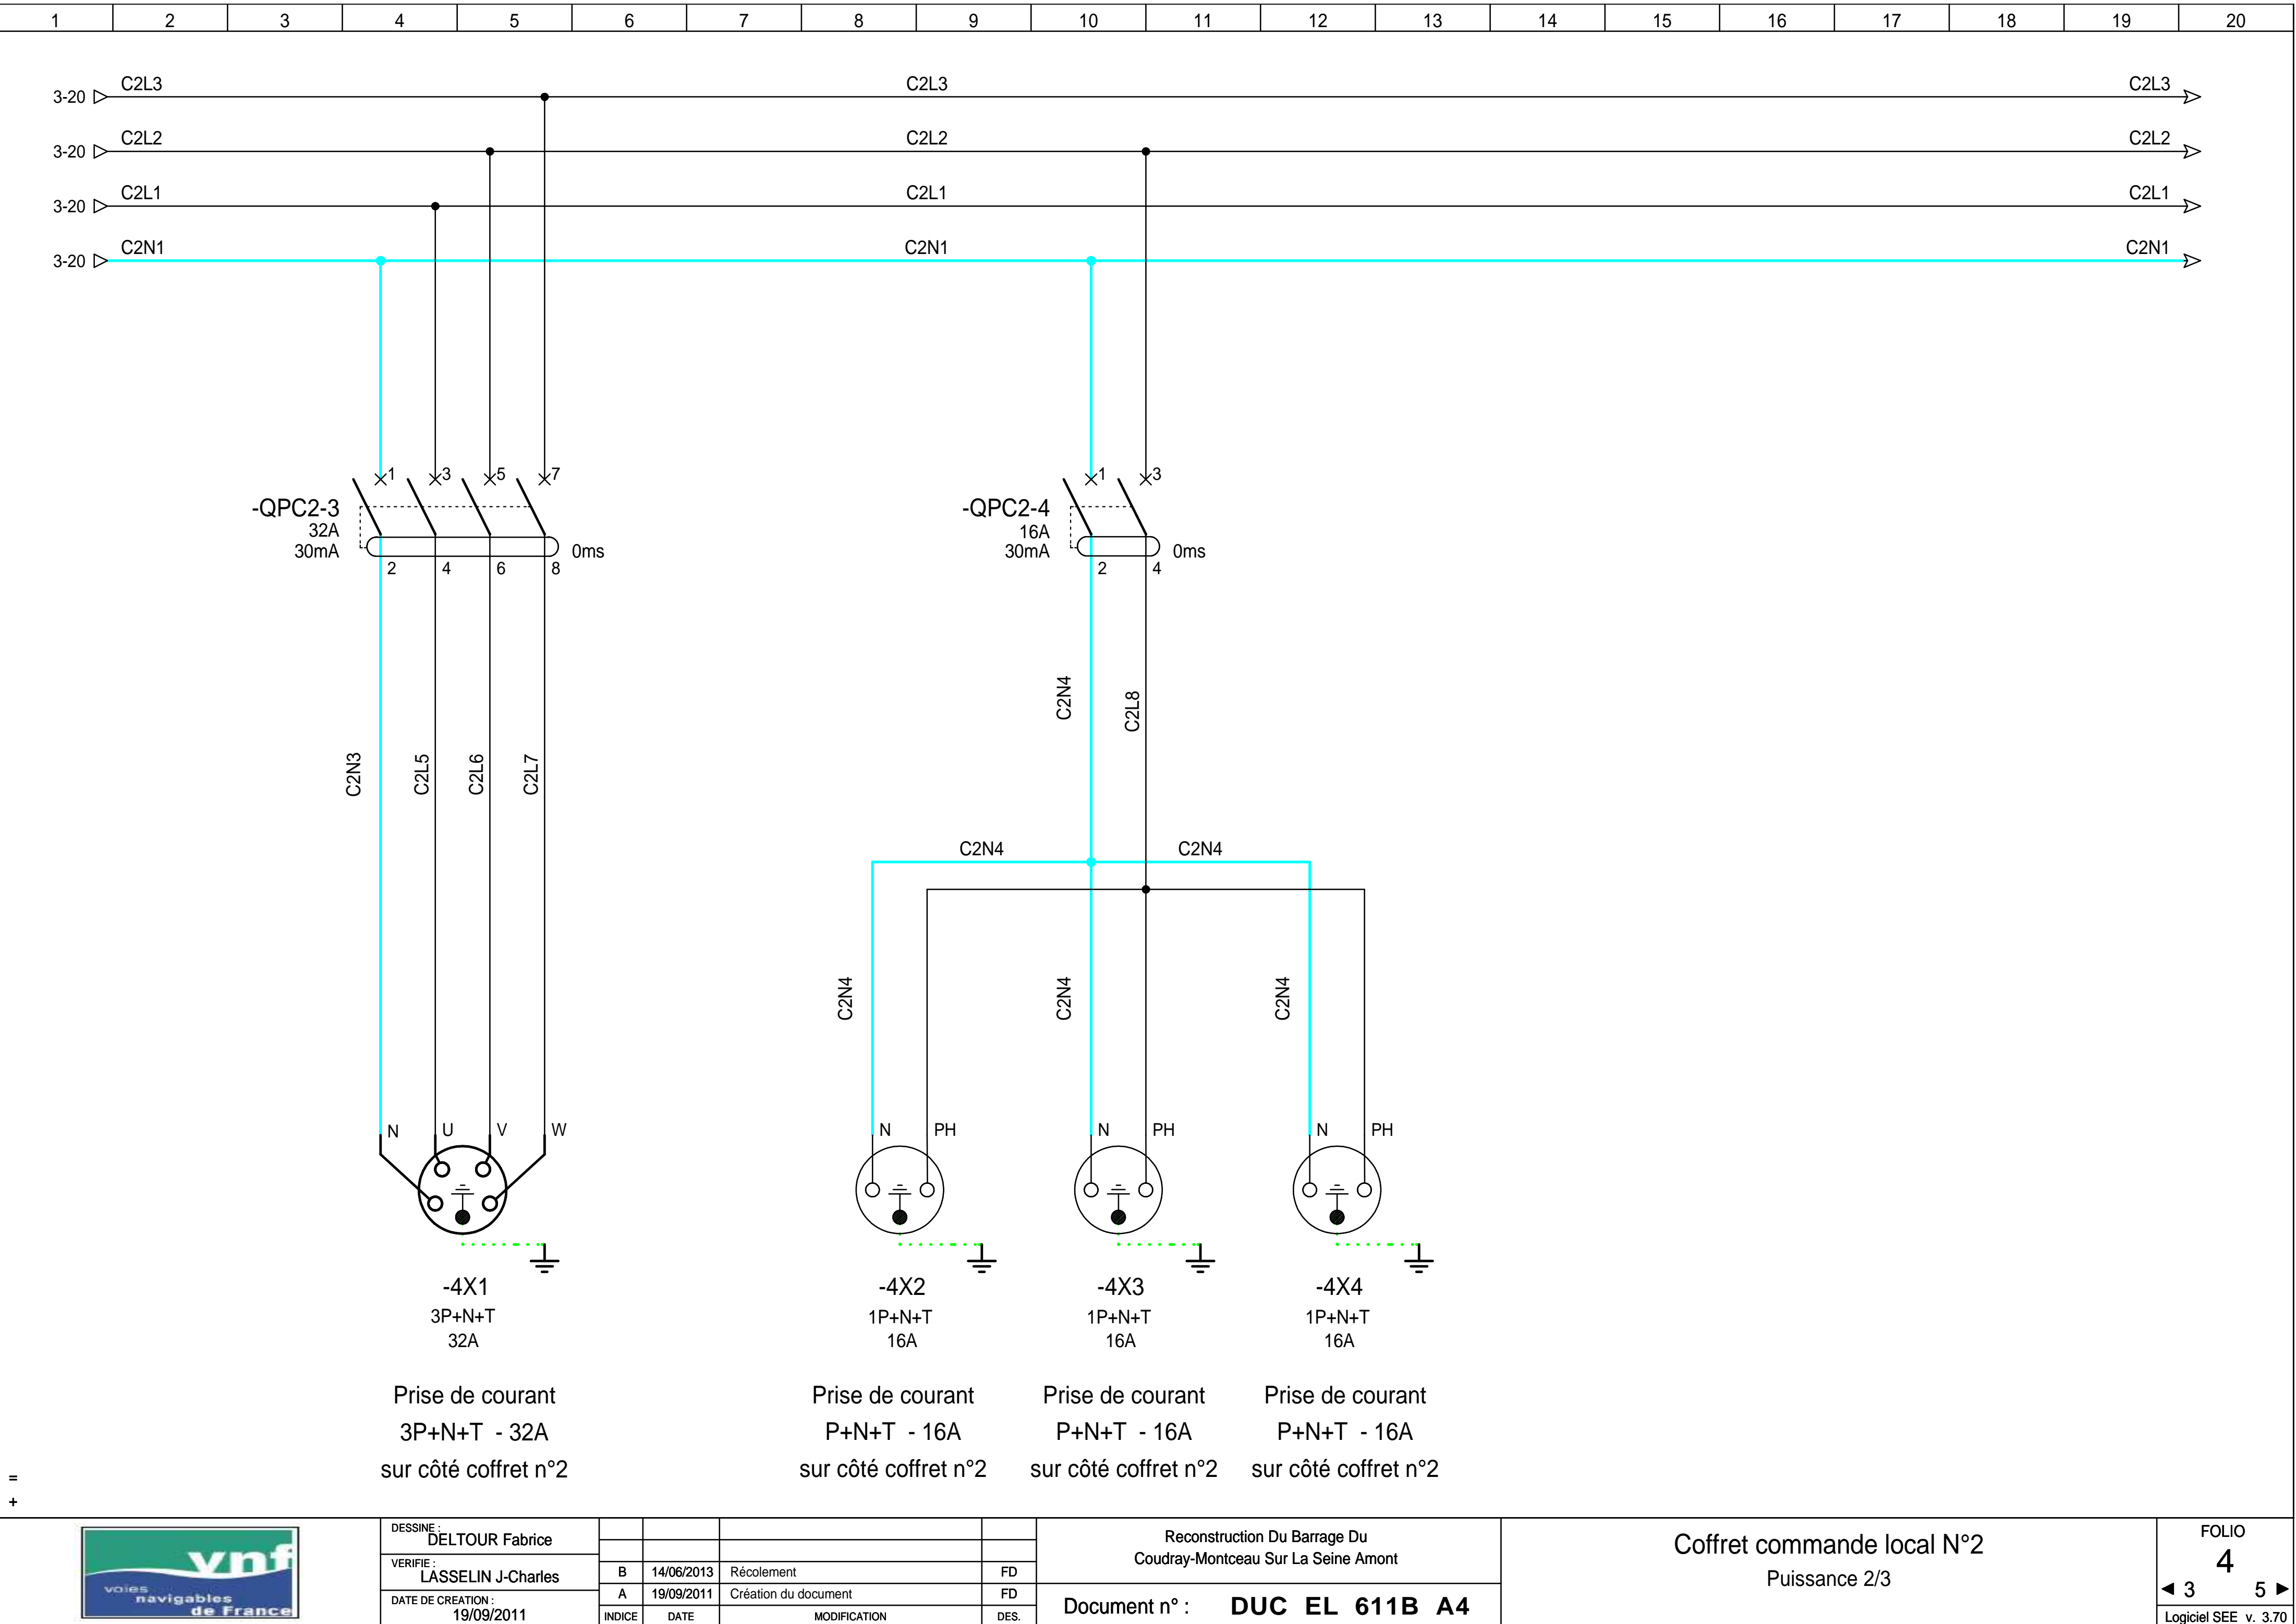 1 2 3 4 5 6 7 8 9 10 11 12 13 14 15 16 17 18 19 20
3-20 C2L3 C2L3 C2L3
3-20 C2L2 C2L2 C2L2
3-20 C2L1 C2L1 C2L1
3-20 C2N1 C2N1 C2N1
1 3 5 7
-QPC2-3
32A
30mA
0ms
2 4 6 8
1 3
-QPC2-4
16A
30mA
0ms
2 4
C2N4 C2L8
C2N3 C2L5 C2L6 C2L7
C2N4 C2N4
C2N4 C2N4 C2N4
N U V W N PH N PH N PH
-4X1 -4X2 -4X3 -4X4
3P+N+T 1P+N+T 1P+N+T 1P+N+T
32A 16A 16A 16A
Prise de courant Prise de courant Prise de courant Prise de courant
3P+N+T - 32A P+N+T - 16A P+N+T - 16A P+N+T - 16A
sur côté coffret n°2 sur côté coffret n°2 sur côté coffret n°2 sur côté coffret n°2
=
+
vnf
voies
navigables
de France
DESSINE :
DELTOUR Fabrice
VERIFIE :
LASSELIN J-Charles
DATE DE CREATION :
19/09/2011
B 14/06/2013 Récolement FD
A 19/09/2011 Création du document FD
INDICE DATE MODIFICATION DES.
Reconstruction Du Barrage Du
Coudray-Montceau Sur La Seine Amont
Document n° : DUC EL 611B A4
Coffret commande local N°2
Puissance 2/3
FOLIO
4
3 5
Logiciel SEE v. 3.70